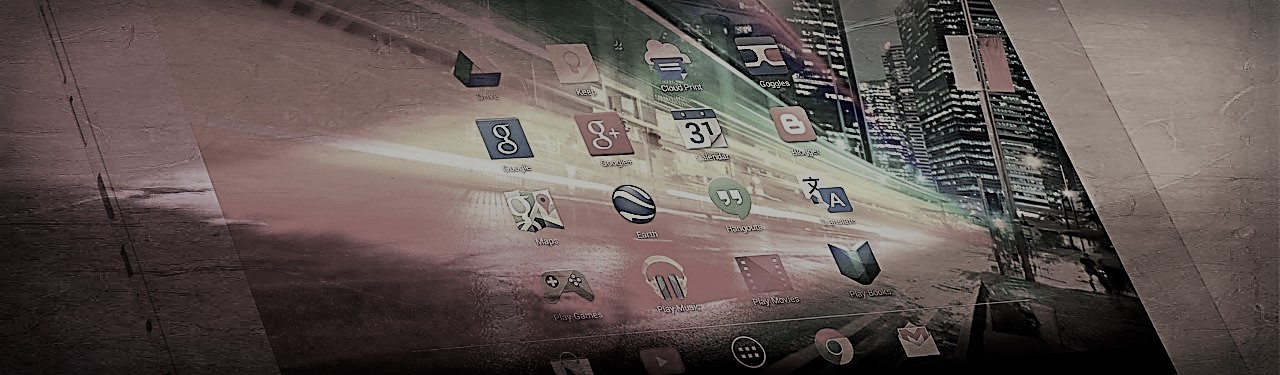 Drive
Keep
Cloud Print
Goggles
g
Google
g+
Google+
31
Calendar
Blogger
Maps
Earth
Hangouts
文 A
Translate
Play Games
Play Music
Play Movies
Play Books